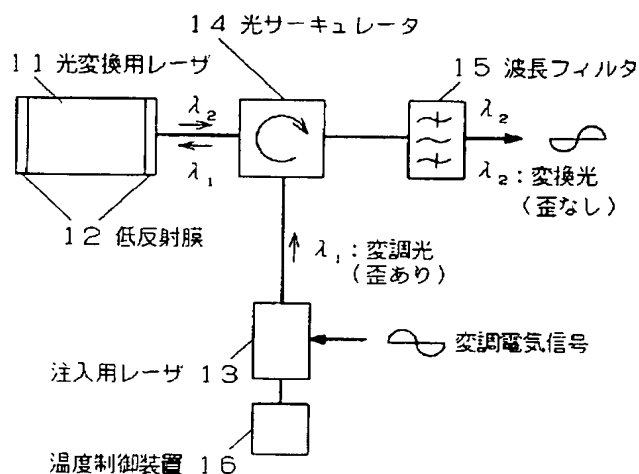 14 光サーキュレータ
11 光変換用レーザ
15 波長フィルタ
λ₂
λ₁
λ₂
λ₂：変換光
（歪なし）
12 低反射膜
λ₁：変調光
（歪あり）
変調電気信号
注入用レーザ 13
温度制御装置 16